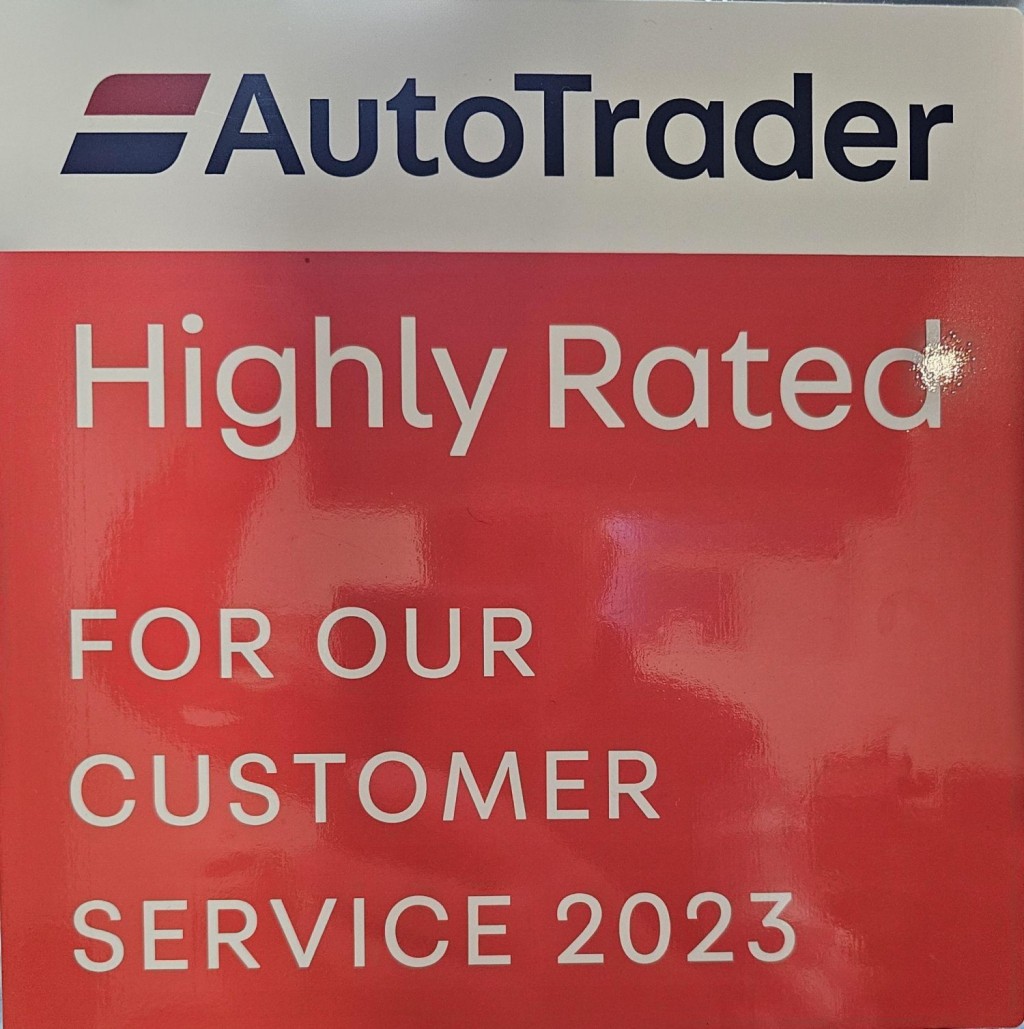 AutoTrader
Highly Rated
FOR OUR
CUSTOMER
SERVICE 2023